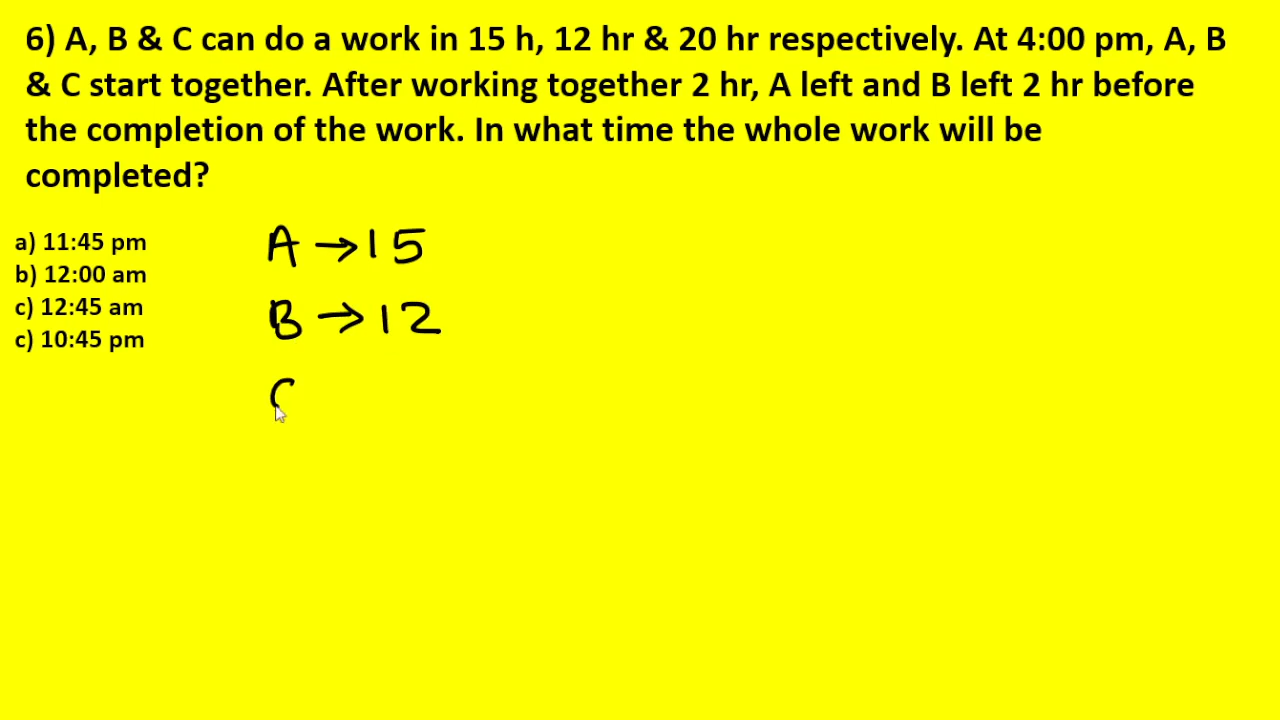 6) A, B & C can do a work in 15 h, 12 hr & 20 hr respectively. At 4:00 pm, A, B
& C start together. After working together 2 hr, A left and B left 2 hr before
the completion of the work. In what time the whole work will be
completed?
a) 11:45 pm
b) 12:00 am
c) 12:45 am
c) 10:45 pm
A → 15
B → 12
C